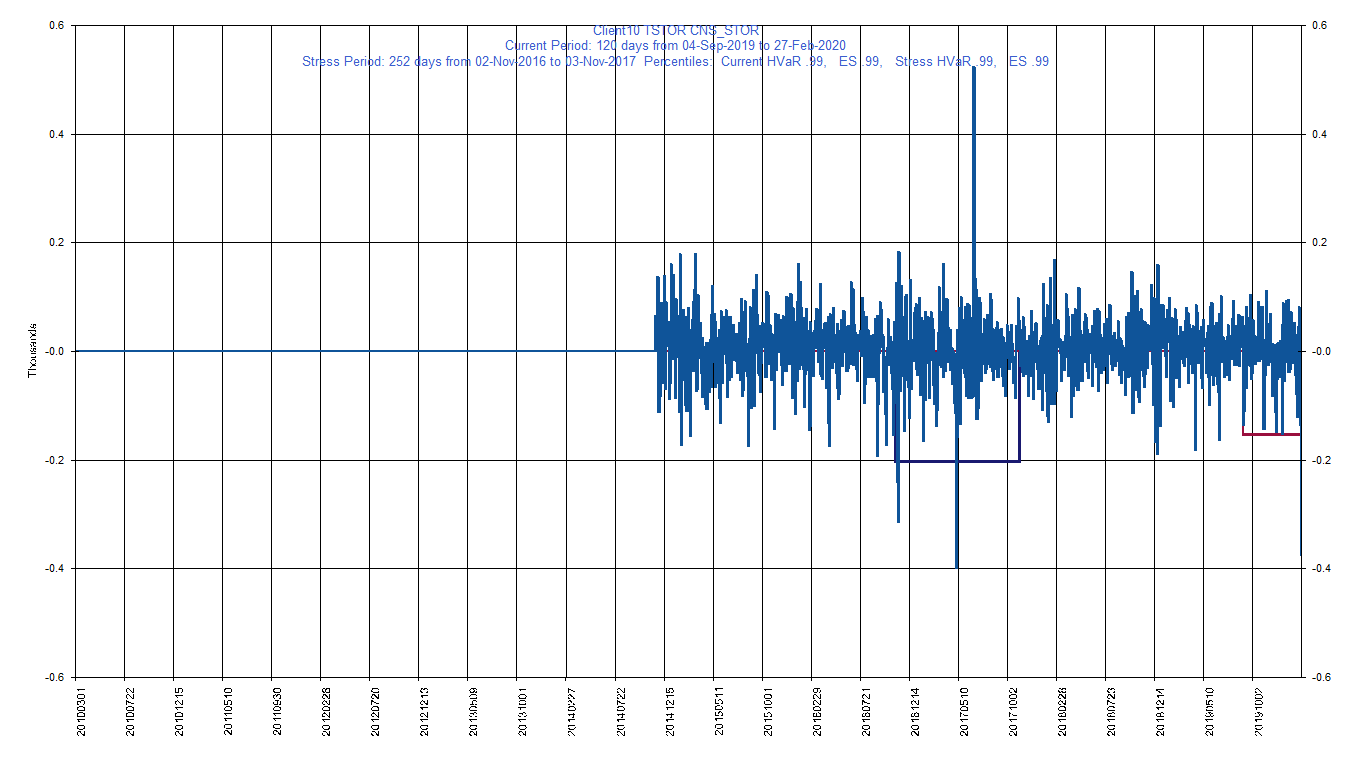 Client10 TSTOR CNS_STOR
Current Period: 120 days from 04-Sep-2019 to 27-Feb-2020
Stress Period: 252 days from 02-Nov-2016 to 03-Nov-2017 Percentiles: Current HVaR .99, ES .99, Stress HVaR .99, ES .99
0.6 0.6
0.4 0.4
0.2 0.2
-0.0 -0.0
-0.2 -0.2
-0.4 -0.4
-0.6 -0.6
Thousands
20100301 20100722 20101215 20110510 20110930 20120228 20120720 20121213 20130509 20131001 20140227 20140722 20141215 20150511 20151001 20160229 20160721 20161214 20170510 20171002 20180228 20180723 20181214 20190510 20191002